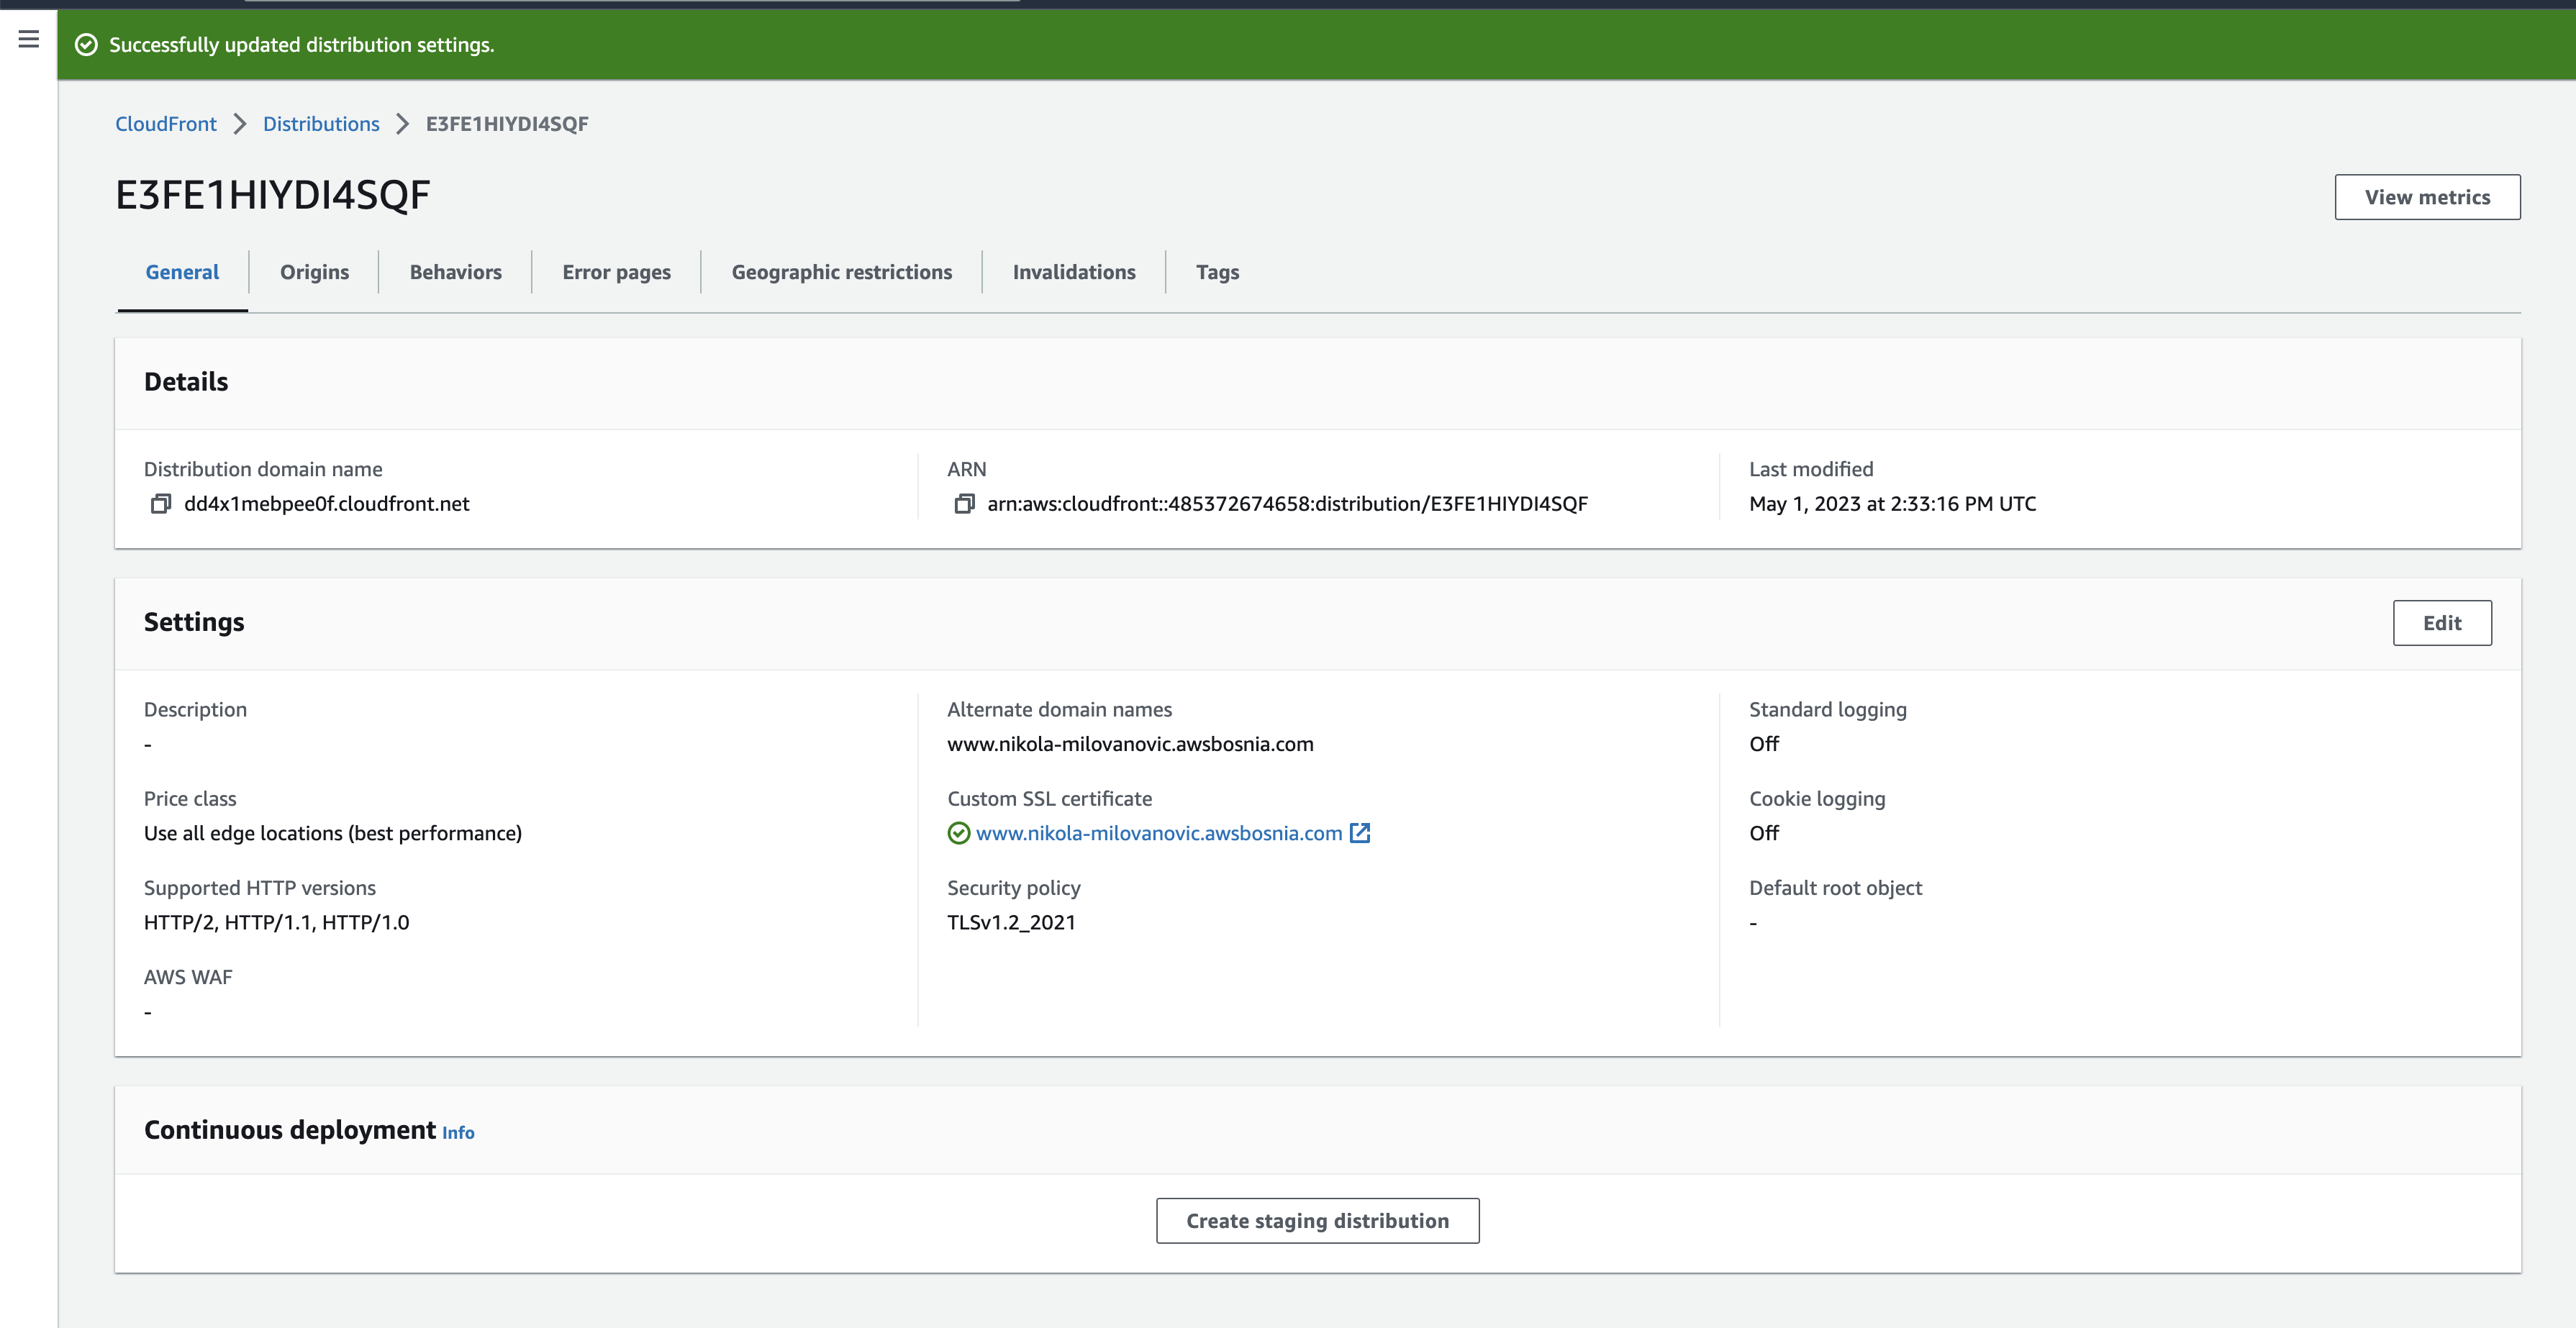 Successfully updated distribution settings.
CloudFront > Distributions > E3FE1HIYDI4SQF
E3FE1HIYDI4SQF
View metrics
General
Origins
Behaviors
Error pages
Geographic restrictions
Invalidations
Tags
Details
Distribution domain name
dd4x1mebpee0f.cloudfront.net
ARN
arn:aws:cloudfront::485372674658:distribution/E3FE1HIYDI4SQF
Last modified
May 1, 2023 at 2:33:16 PM UTC
Settings
Edit
Description
-
Price class
Use all edge locations (best performance)
Supported HTTP versions
HTTP/2, HTTP/1.1, HTTP/1.0
AWS WAF
-
Alternate domain names
www.nikola-milovanovic.awsbosnia.com
Custom SSL certificate
www.nikola-milovanovic.awsbosnia.com
Security policy
TLSv1.2_2021
Standard logging
Off
Cookie logging
Off
Default root object
-
Continuous deployment Info
Create staging distribution